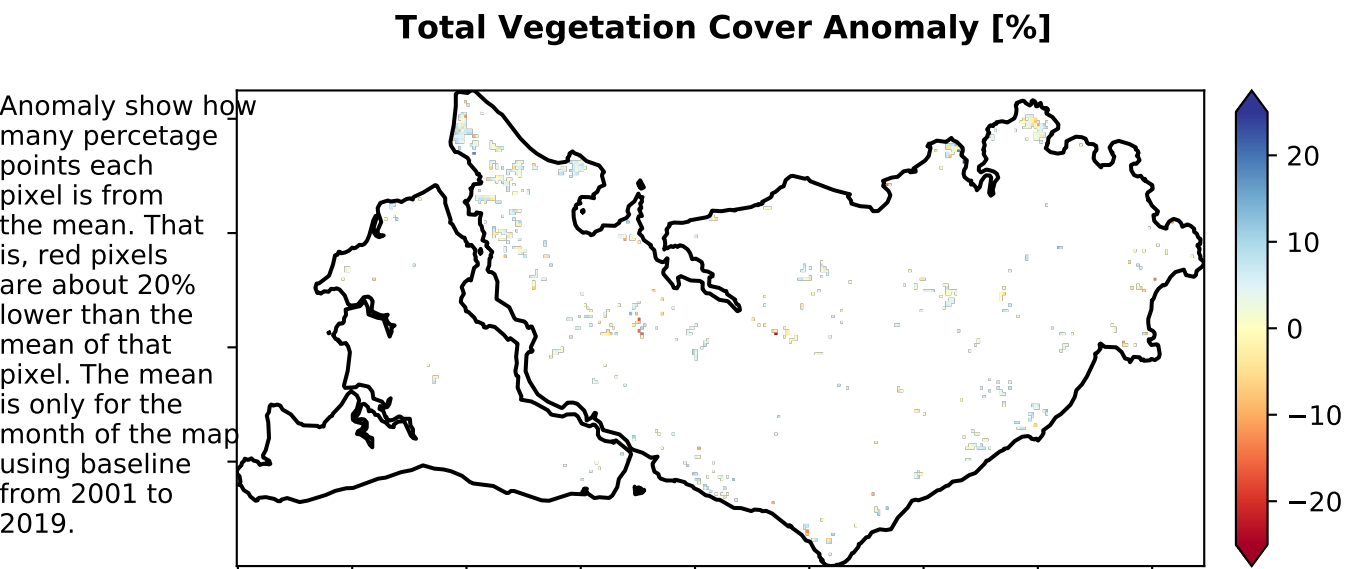 Total Vegetation Cover Anomaly [%]
Anomaly show how
many percetage
points each
pixel is from
the mean. That
is, red pixels
are about 20%
lower than the
mean of that
pixel. The mean
is only for the
month of the map
using baseline
from 2001 to
2019.
20
10
0
−10
−20